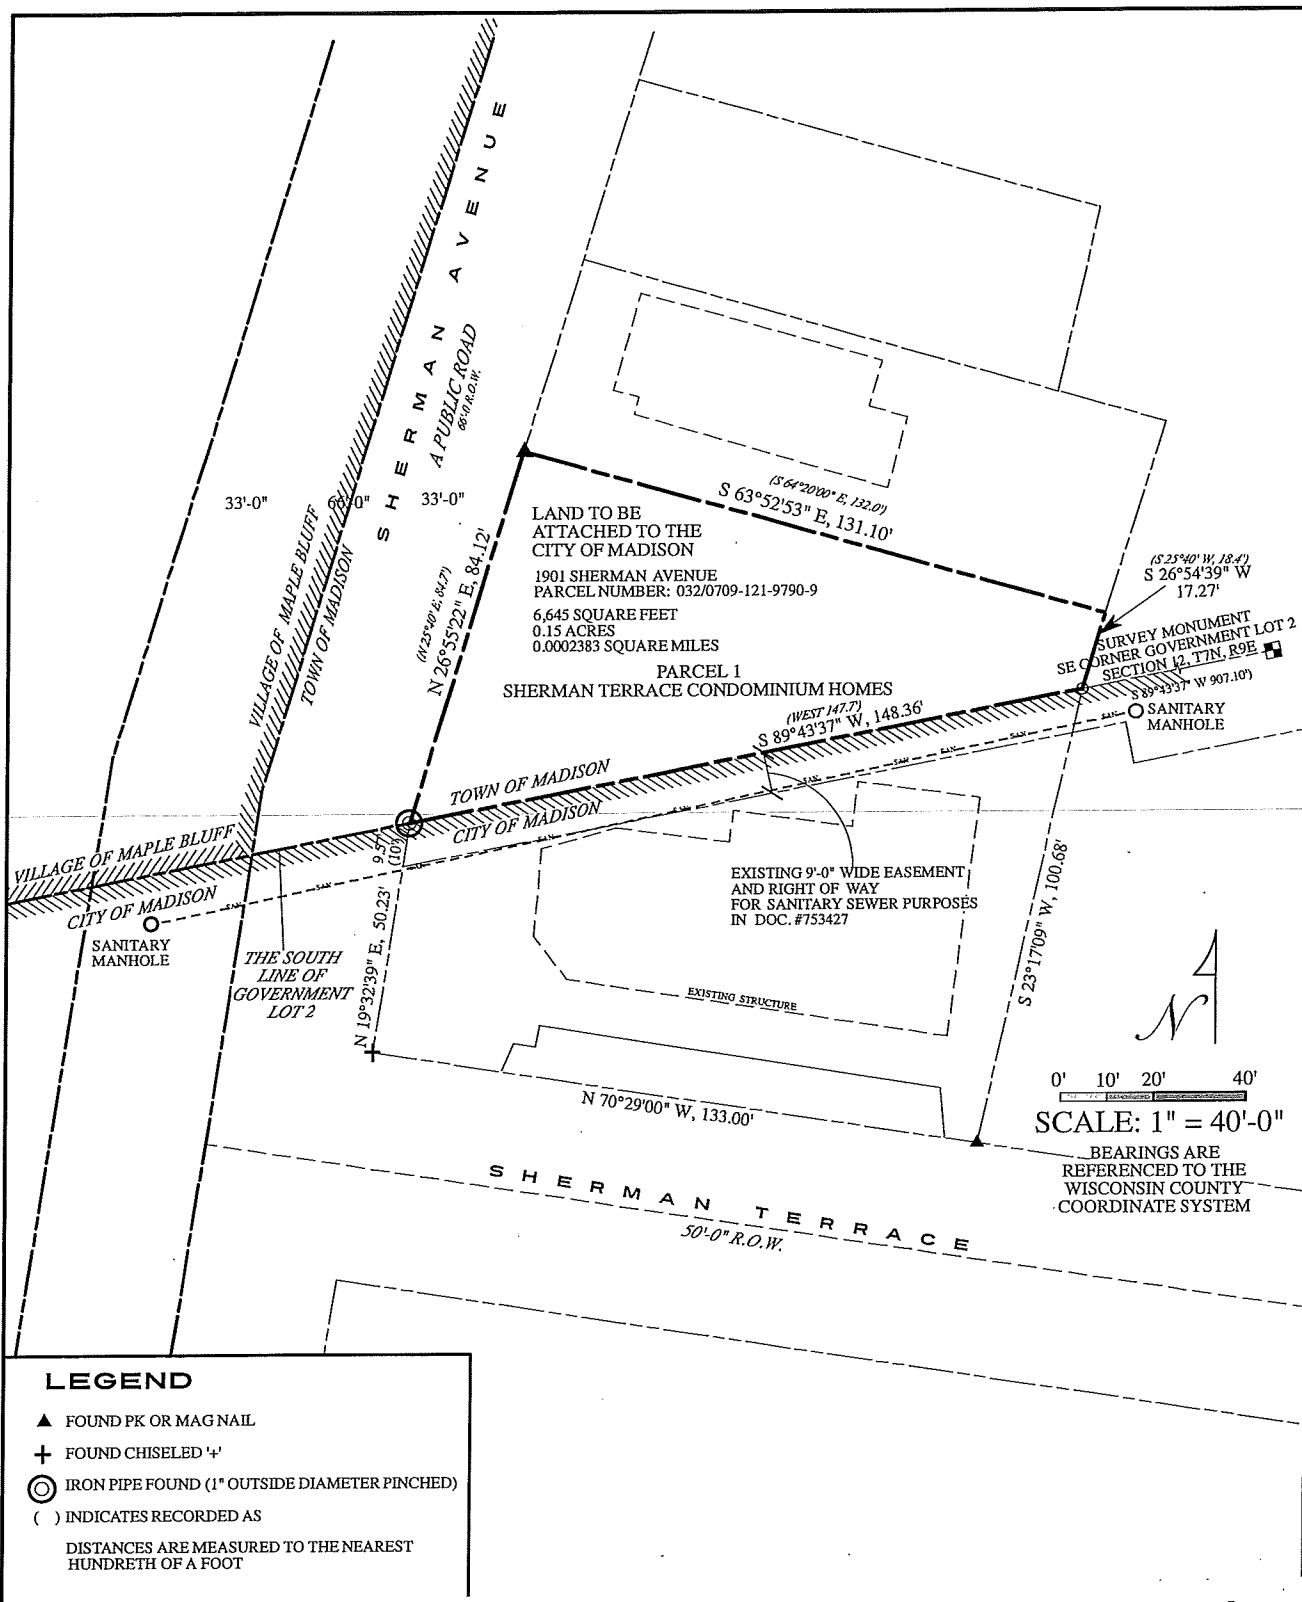 SHERMAN AVENUE
A PUBLIC ROAD
66'-0 R.O.W.
33'-0"
66'-0"
33'-0"
VILLAGE OF MAPLE BLUFF
TOWN OF MADISON
(N 25°40' E, 84.7')
N 26°55'22" E, 84.12'
LAND TO BE
ATTACHED TO THE
CITY OF MADISON
1901 SHERMAN AVENUE
PARCEL NUMBER: 032/0709-121-9790-9
6,645 SQUARE FEET
0.15 ACRES
0.0002383 SQUARE MILES
PARCEL 1
SHERMAN TERRACE CONDOMINIUM HOMES
(S 64°20'00" E, 132.0')
S 63°52'53" E, 131.10'
(S 25°40' W, 18.4')
S 26°54'39" W
17.27'
SURVEY MONUMENT
SE CORNER GOVERNMENT LOT 2
SECTION 12, T7N, R9E
S 89°43'37" W 907.10')
SANITARY
MANHOLE
(WEST 147.7')
S 89°43'37" W, 148.36'
TOWN OF MADISON
CITY OF MADISON
VILLAGE OF MAPLE BLUFF
CITY OF MADISON
SAN
SAN
SAN
SAN
SAN
SAN
SAN
SAN
SAN
SANITARY
MANHOLE
THE SOUTH
LINE OF
GOVERNMENT
LOT 2
9.57'
(10')
N 19°32'39" E, 50.23'
EXISTING 9'-0" WIDE EASEMENT
AND RIGHT OF WAY
FOR SANITARY SEWER PURPOSES
IN DOC. #753427
EXISTING STRUCTURE
S 23°17'09" W, 100.68'
N 70°29'00" W, 133.00'
N
0' 10' 20' 40'
SCALE: 1" = 40'-0"
BEARINGS ARE
REFERENCED TO THE
WISCONSIN COUNTY
COORDINATE SYSTEM
SHERMAN TERRACE
50'-0" R.O.W.
LEGEND
FOUND PK OR MAG NAIL
FOUND CHISELED '+'
IRON PIPE FOUND (1" OUTSIDE DIAMETER PINCHED)
( ) INDICATES RECORDED AS
DISTANCES ARE MEASURED TO THE NEAREST
HUNDRETH OF A FOOT